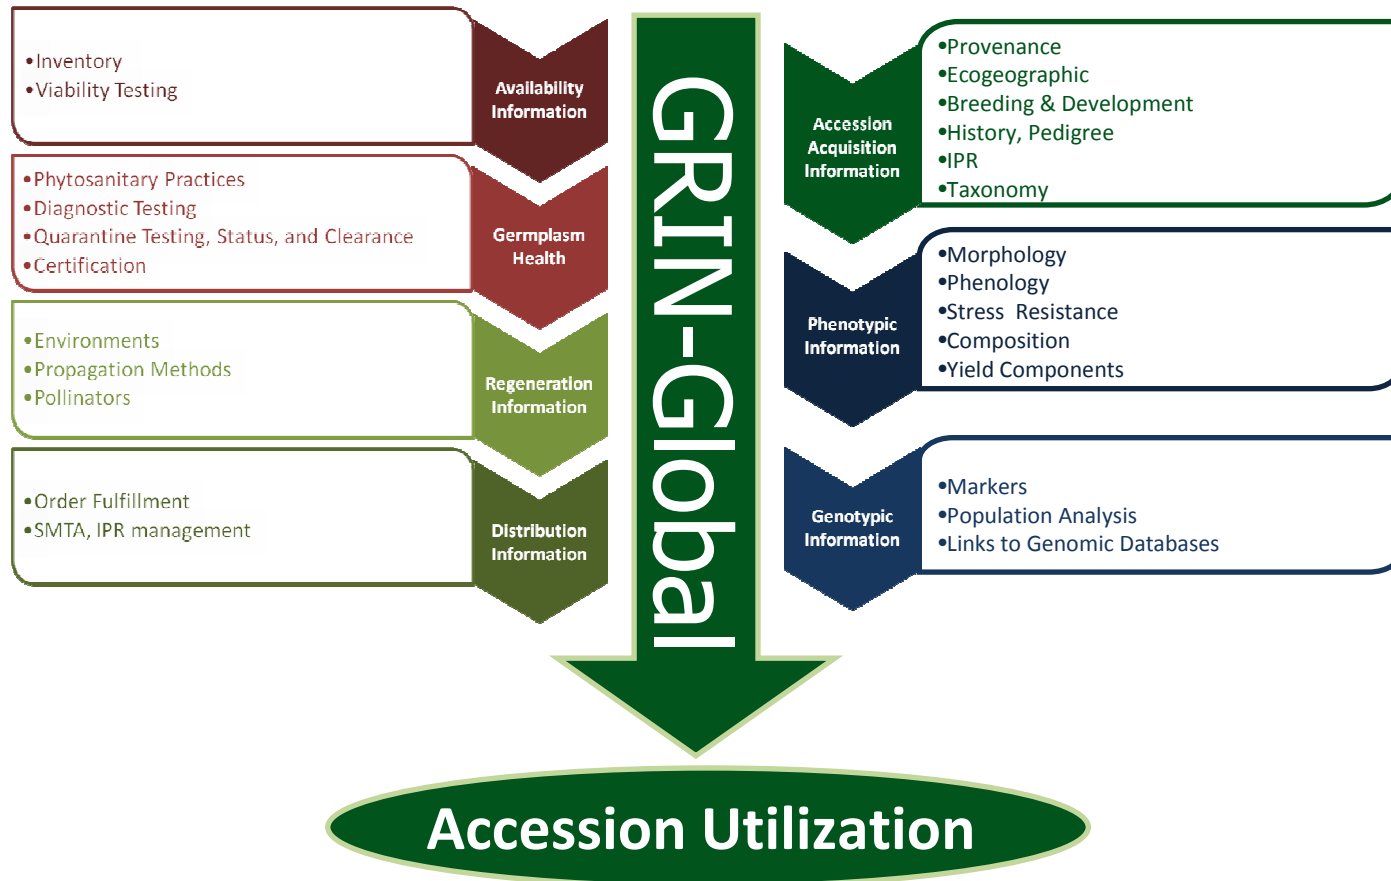 •Inventory
•Viability Testing
Availability
Information
•Phytosanitary Practices
•Diagnostic Testing
•Quarantine Testing, Status, and Clearance
•Certification
Germplasm
Health
•Environments
•Propagation Methods
•Pollinators
Regeneration
Information
•Order Fulfillment
•SMTA, IPR management
Distribution
Information
GRIN-Global
Accession
Acquisition
Information
•Provenance
•Ecogeographic
•Breeding & Development
•History, Pedigree
•IPR
•Taxonomy
Phenotypic
Information
•Morphology
•Phenology
•Stress  Resistance
•Composition
•Yield Components
Genotypic
Information
•Markers
•Population Analysis
•Links to Genomic Databases
Accession Utilization